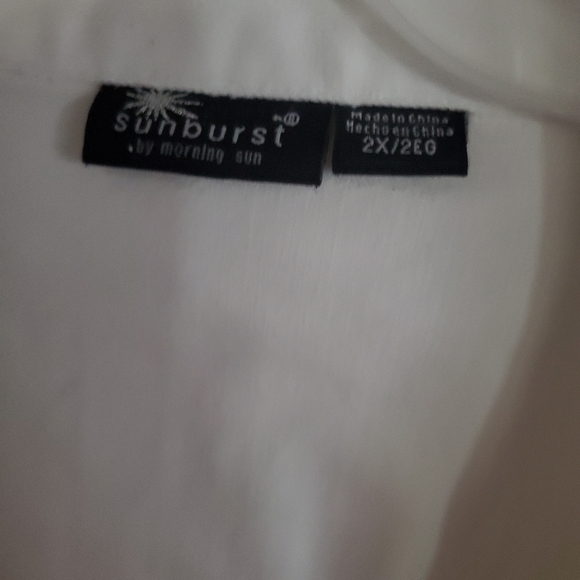 sunburst®
by morning sun
Made in China
Hecho en China
2X/2EG